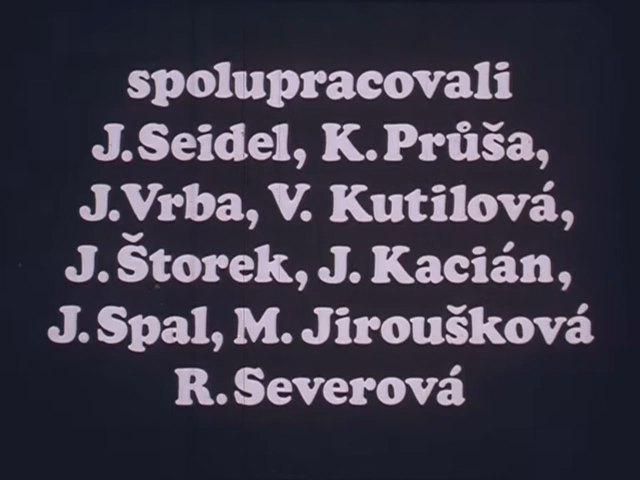 spolupracovali
J. Seidel, K. Průša,
J. Vrba, V. Kutilová,
J. Štorek, J. Kacián,
J. Spal, M. Jiroušková
R. Severová